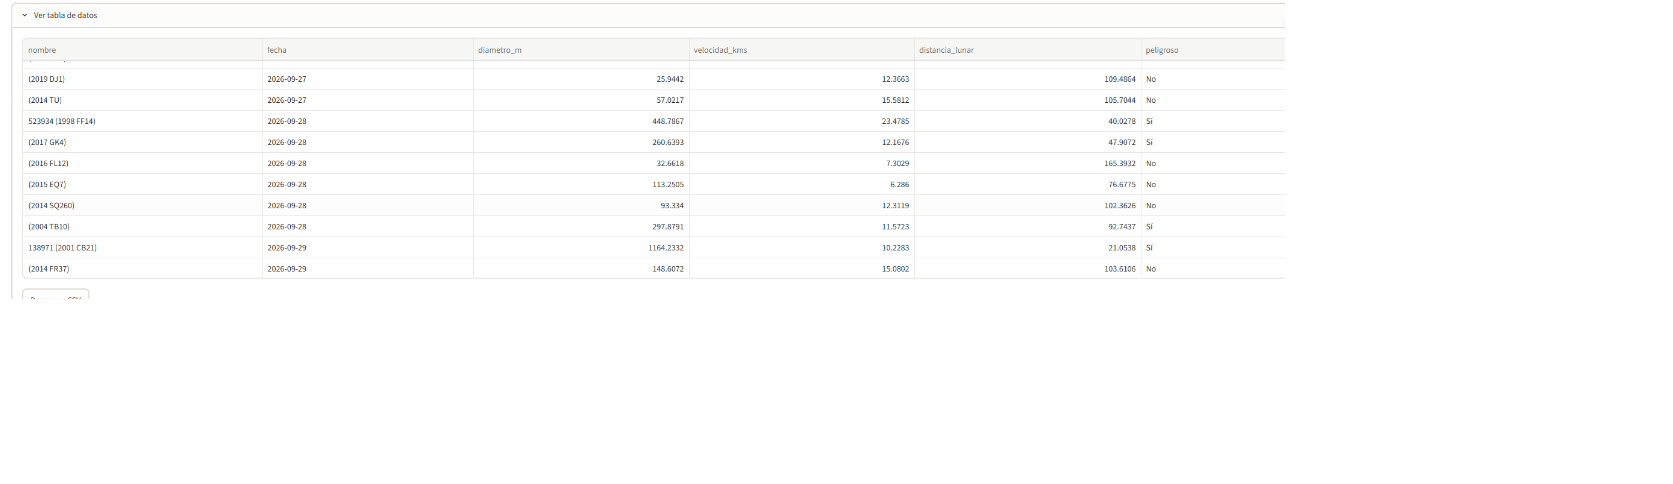 Ver tabla de datos
nombre fecha diametro_m velocidad_kms distancia_lunar peligroso
(2019 DJ1) 2026-09-27 25.9442 12.3663 109.4864 No
(2014 TU) 2026-09-27 57.0217 15.5812 105.7044 No
523934 (1998 FF14) 2026-09-28 448.7867 23.4785 40.0278 Sí
(2017 GK4) 2026-09-28 260.6393 12.1676 47.9072 Sí
(2016 FL12) 2026-09-28 32.6618 7.3029 165.3932 No
(2015 EQ7) 2026-09-28 113.2505 6.286 76.6775 No
(2014 SQ260) 2026-09-28 93.334 12.3119 102.3626 No
(2004 TB10) 2026-09-28 297.8791 11.5723 92.7437 Sí
138971 (2001 CB21) 2026-09-29 1164.2332 10.2283 21.0538 Sí
(2014 FR37) 2026-09-29 148.6072 15.0802 103.6106 No